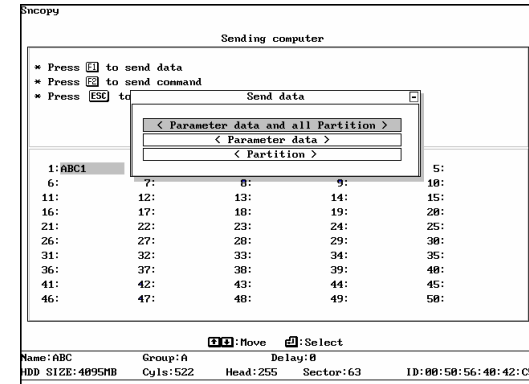 Sncopy
Sending computer
* Press F1 to send data
* Press F2 to send command
* Press ESC to
Send data
< Parameter data and all Partition >
< Parameter data >
< Partition >
1:ABC1 5:
6: 7: 8: 9: 10:
11: 12: 13: 14: 15:
16: 17: 18: 19: 20:
21: 22: 23: 24: 25:
26: 27: 28: 29: 30:
31: 32: 33: 34: 35:
36: 37: 38: 39: 40:
41: 42: 43: 44: 45:
46: 47: 48: 49: 50:
:Move :Select
Name:ABC Group:A Delay:0
HDD SIZE:4095MB Cyls:522 Head:255 Sector:63 ID:00:50:56:40:42:C